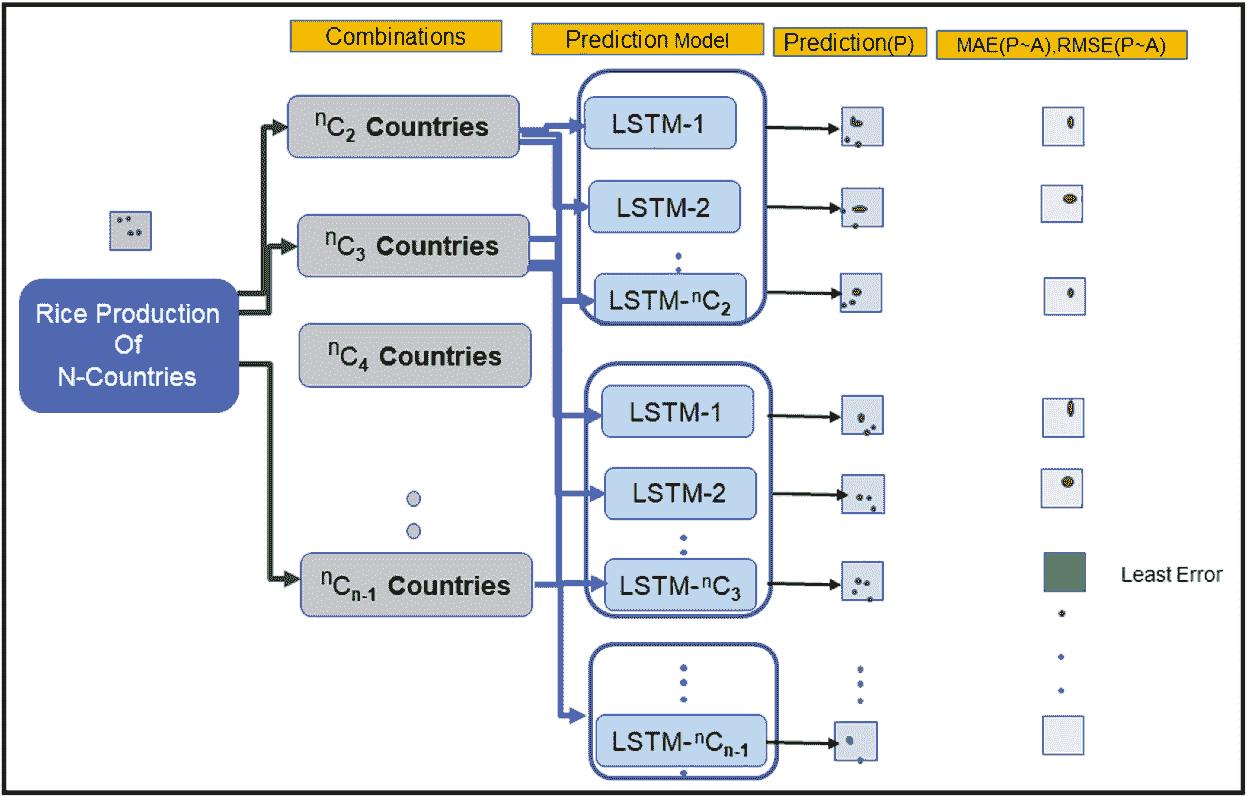 Combinations
Prediction Model
Prediction(P)
MAE(P~A),RMSE(P~A)
Rice Production
Of
N-Countries
ⁿC₂ Countries
ⁿC₃ Countries
ⁿC₄ Countries
ⁿCₙ₋₁ Countries
LSTM-1
LSTM-2
LSTM-ⁿC₂
LSTM-1
LSTM-2
LSTM-ⁿC₃
LSTM-ⁿCₙ₋₁
Least Error